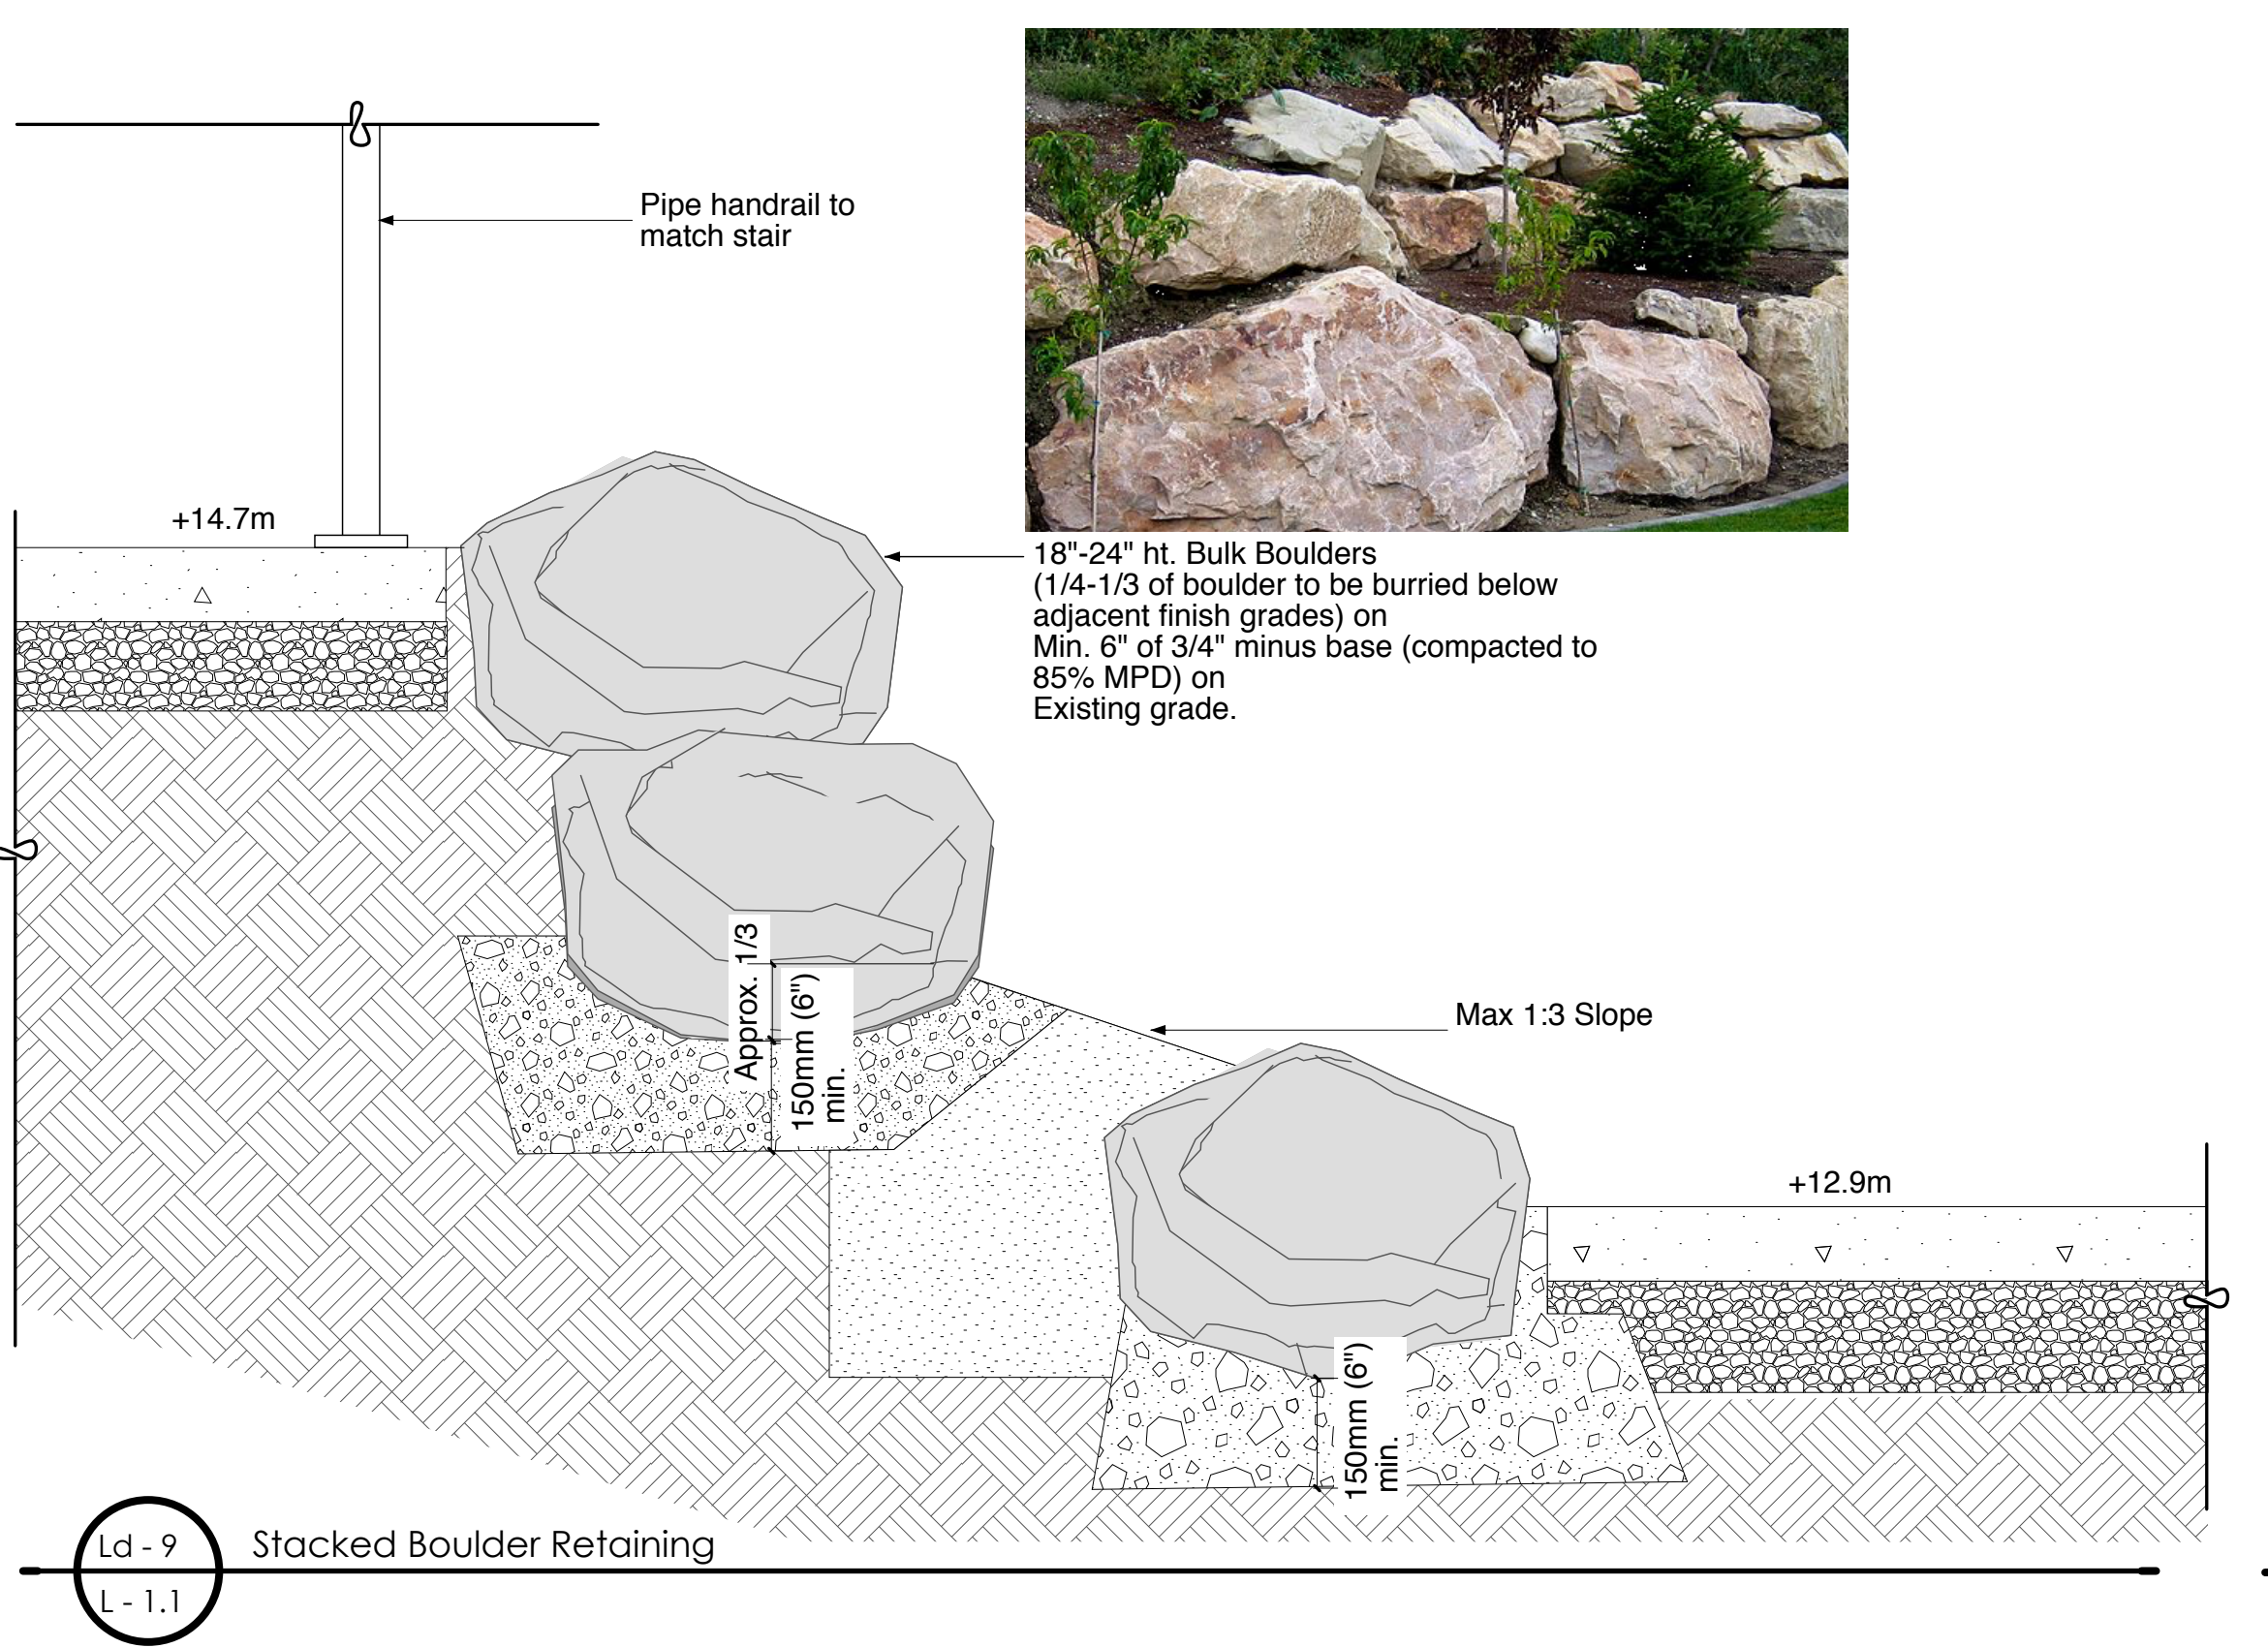 Pipe handrail to
match stair
+14.7m
18"-24" ht. Bulk Boulders
(1/4-1/3 of boulder to be burried below
adjacent finish grades) on
Min. 6" of 3/4" minus base (compacted to
85% MPD) on
Existing grade.
Approx. 1/3
150mm (6")
min.
Max 1:3 Slope
+12.9m
150mm (6")
min.
Ld - 9
Stacked Boulder Retaining
L - 1.1